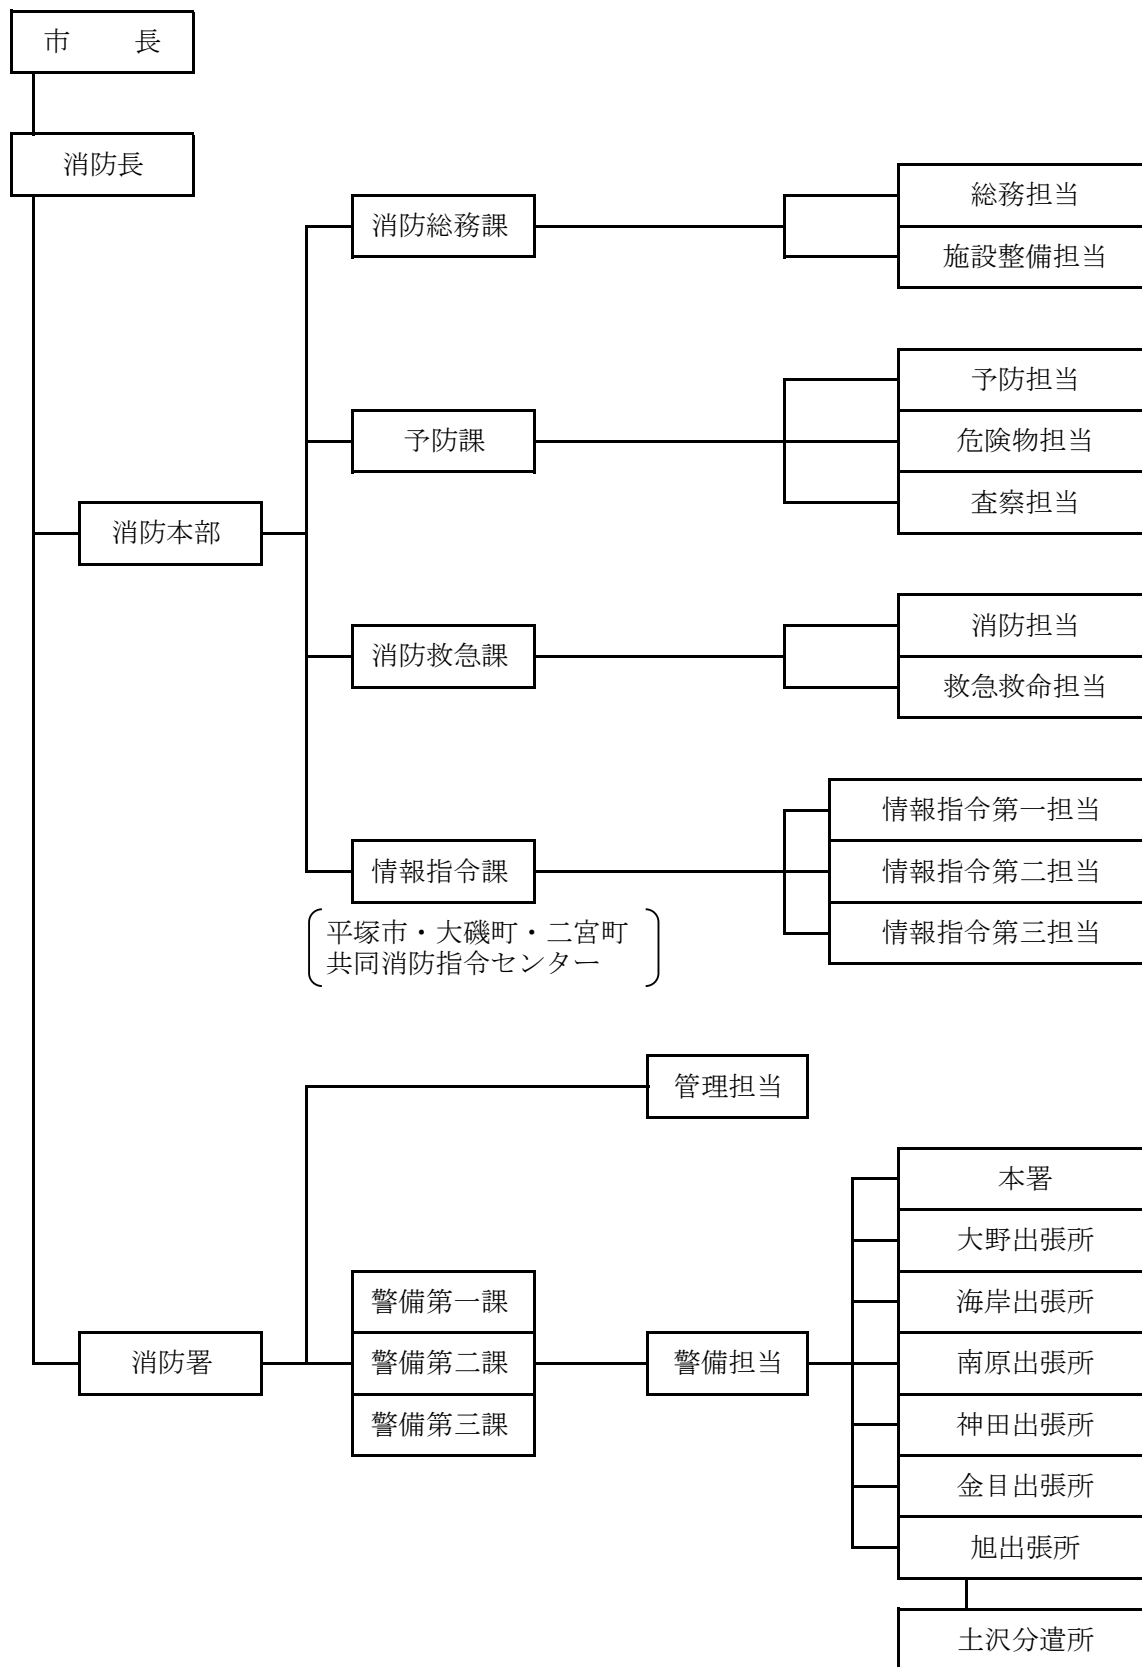 市　　長
消防長
消防総務課
総務担当
施設整備担当
予防課
予防担当
危険物担当
査察担当
消防本部
消防救急課
消防担当
救急救命担当
情報指令課
情報指令第一担当
情報指令第二担当
情報指令第三担当
平塚市・大磯町・二宮町
共同消防指令センター
管理担当
消防署
警備第一課
警備第二課
警備第三課
警備担当
本署
大野出張所
海岸出張所
南原出張所
神田出張所
金目出張所
旭出張所
土沢分遣所